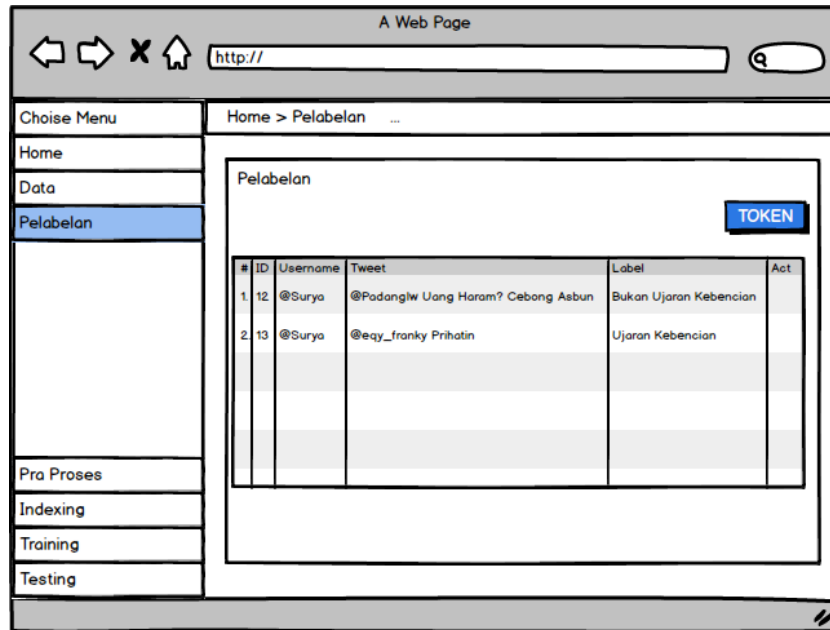 A Web Page
http://
Choise Menu
Home > Pelabelan ...
Home
Data
Pelabelan
Pelabelan
TOKEN
# ID Username Tweet Label Act
1. 12 @Surya @Padanglw Uang Haram? Cebong Asbun Bukan Ujaran Kebencian
2. 13 @Surya @eqy_franky Prihatin Ujaran Kebencian
Pra Proses
Indexing
Training
Testing